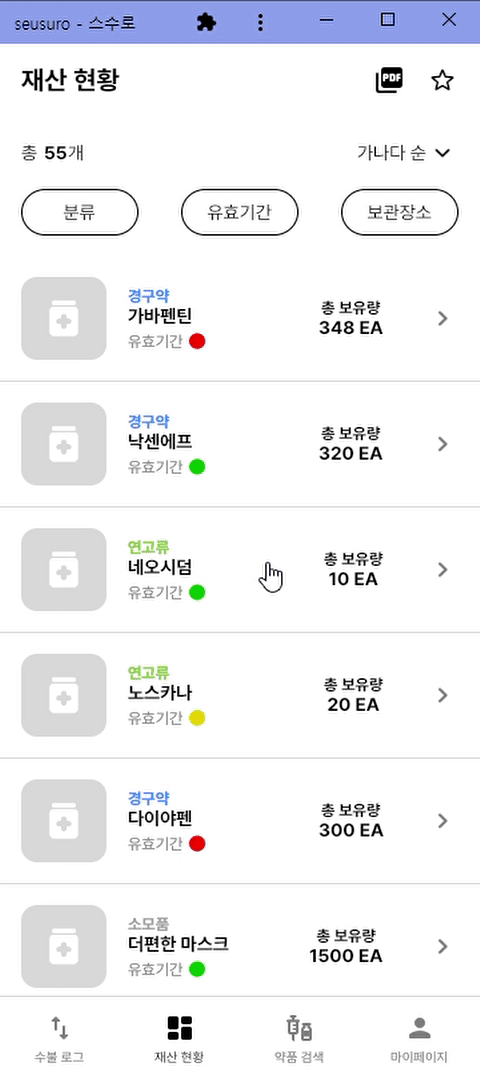 seusuro - 스수로
재산 현황
PDF
총 55개
가나다 순
분류
유효기간
보관장소
경구약
가바펜틴
유효기간
총 보유량
348 EA
경구약
낙센에프
유효기간
총 보유량
320 EA
연고류
네오시덤
유효기간
총 보유량
10 EA
연고류
노스카나
유효기간
총 보유량
20 EA
경구약
다이야펜
유효기간
총 보유량
300 EA
소모품
더편한 마스크
유효기간
총 보유량
1500 EA
수불 로그
재산 현황
약품 검색
마이페이지